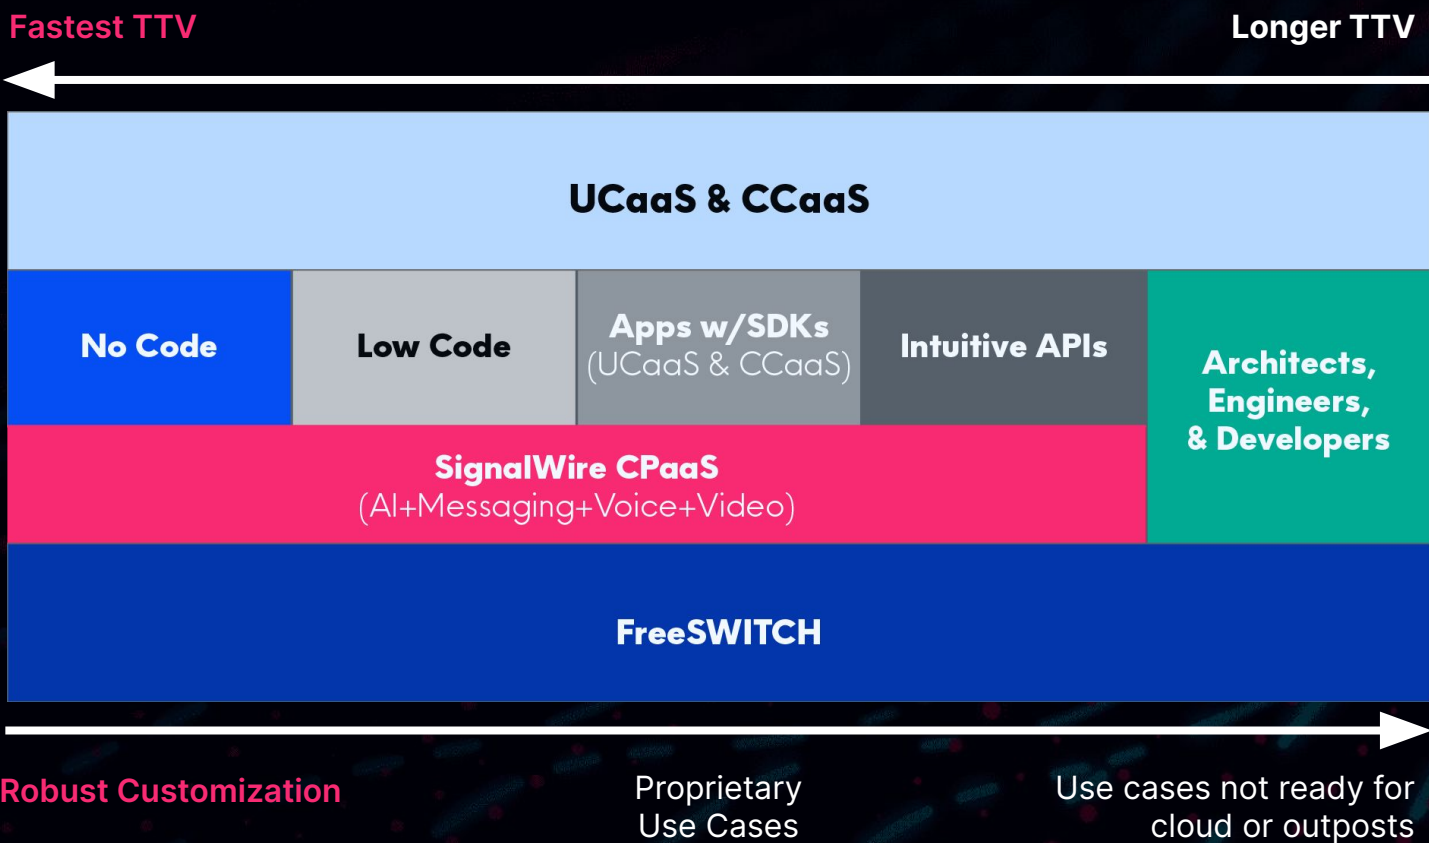 Fastest TTV
Longer TTV
UCaaS & CCaaS
No Code
Low Code
Apps w/SDKs
(UCaaS & CCaaS)
Intuitive APIs
Architects,
Engineers,
& Developers
SignalWire CPaaS
(AI+Messaging+Voice+Video)
FreeSWITCH
Robust Customization
Proprietary
Use Cases
Use cases not ready for
cloud or outposts